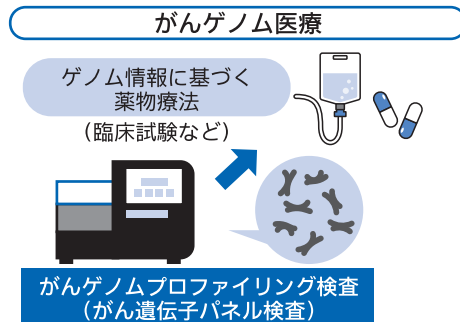 がんゲノム医療
ゲノム情報に基づく
薬物療法
（臨床試験など）
がんゲノムプロファイリング検査
（がん遺伝子パネル検査）